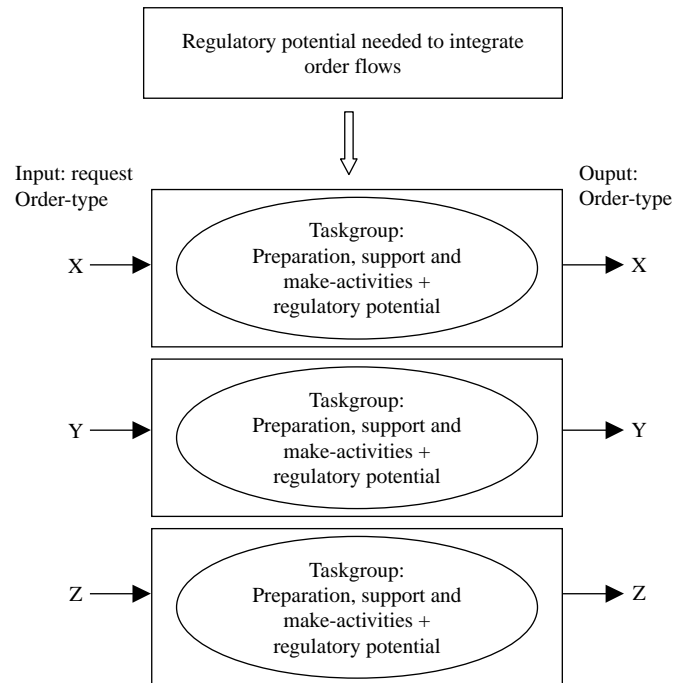 Regulatory potential needed to integrate
order flows
Input: request
Order-type
Ouput:
Order-type
Taskgroup:
Preparation, support and
make-activities +
regulatory potential
X
X
Taskgroup:
Preparation, support and
make-activities +
regulatory potential
Y
Y
Taskgroup:
Preparation, support and
make-activities +
regulatory potential
Z
Z